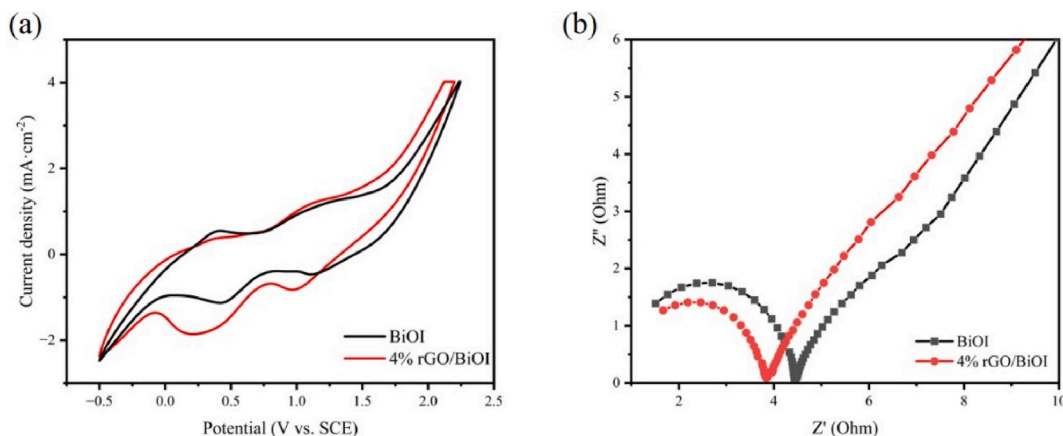 (a)
Current density (mA·cm⁻²)
4
2
0
−2
−0.5
0.0
0.5
1.0
1.5
2.0
2.5
Potential (V vs. SCE)
BiOI
4% rGO/BiOI
(b)
Z" (Ohm)
6
5
4
3
2
1
0
2
4
6
8
10
Z' (Ohm)
BiOI
4% rGO/BiOI